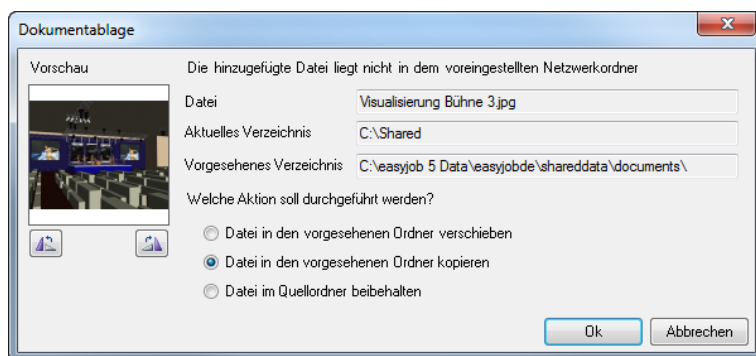 Dokumentablage
Vorschau
Die hinzugefügte Datei liegt nicht in dem voreingestellten Netzwerkordner
Datei
Visualisierung Bühne 3.jpg
Aktuelles Verzeichnis
C:\Shared
Vorgesehenes Verzeichnis
C:\easyjob 5 Data\easyjobde\shareddata\documents\
Welche Aktion soll durchgeführt werden?
Datei in den vorgesehenen Ordner verschieben
Datei in den vorgesehenen Ordner kopieren
Datei im Quellordner beibehalten
Ok
Abbrechen